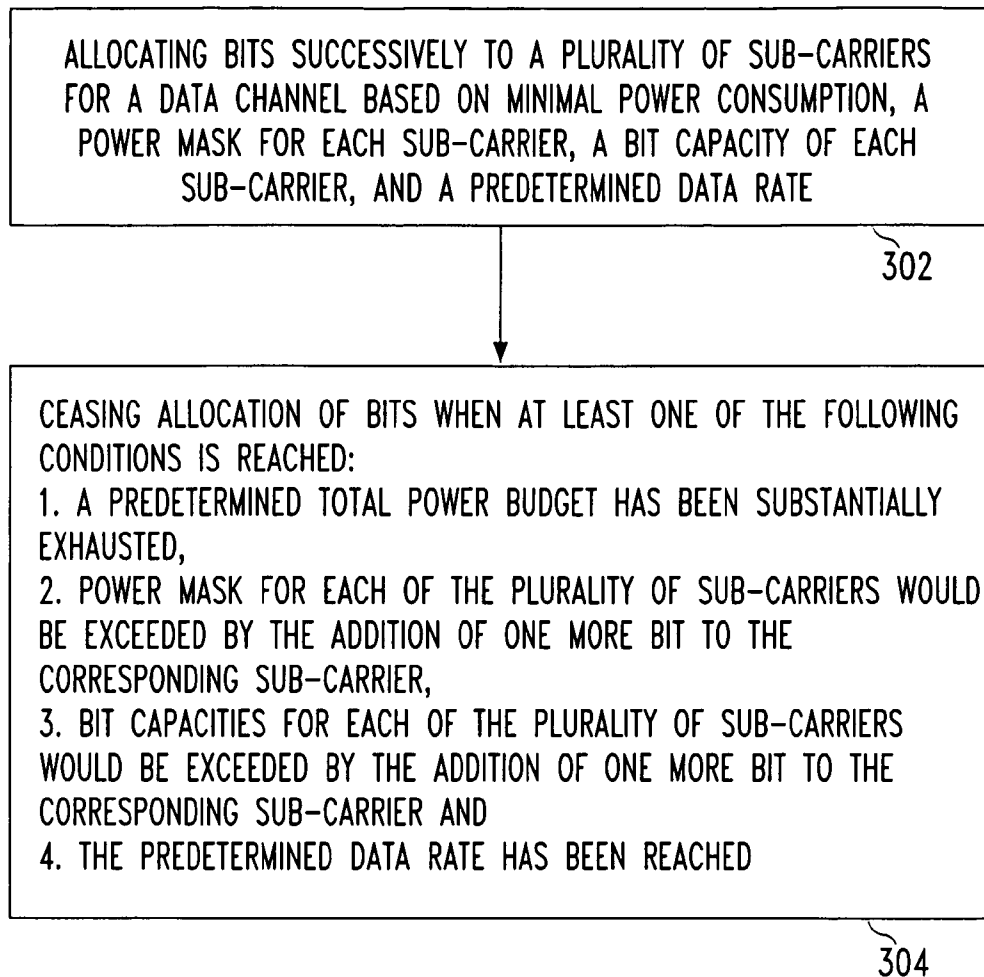 ALLOCATING BITS SUCCESSIVELY TO A PLURALITY OF SUB-CARRIERS
FOR A DATA CHANNEL BASED ON MINIMAL POWER CONSUMPTION, A
POWER MASK FOR EACH SUB-CARRIER, A BIT CAPACITY OF EACH
SUB-CARRIER, AND A PREDETERMINED DATA RATE
302
CEASING ALLOCATION OF BITS WHEN AT LEAST ONE OF THE FOLLOWING
CONDITIONS IS REACHED:
1. A PREDETERMINED TOTAL POWER BUDGET HAS BEEN SUBSTANTIALLY
EXHAUSTED,
2. POWER MASK FOR EACH OF THE PLURALITY OF SUB-CARRIERS WOULD
BE EXCEEDED BY THE ADDITION OF ONE MORE BIT TO THE
CORRESPONDING SUB-CARRIER,
3. BIT CAPACITIES FOR EACH OF THE PLURALITY OF SUB-CARRIERS
WOULD BE EXCEEDED BY THE ADDITION OF ONE MORE BIT TO THE
CORRESPONDING SUB-CARRIER AND
4. THE PREDETERMINED DATA RATE HAS BEEN REACHED
304